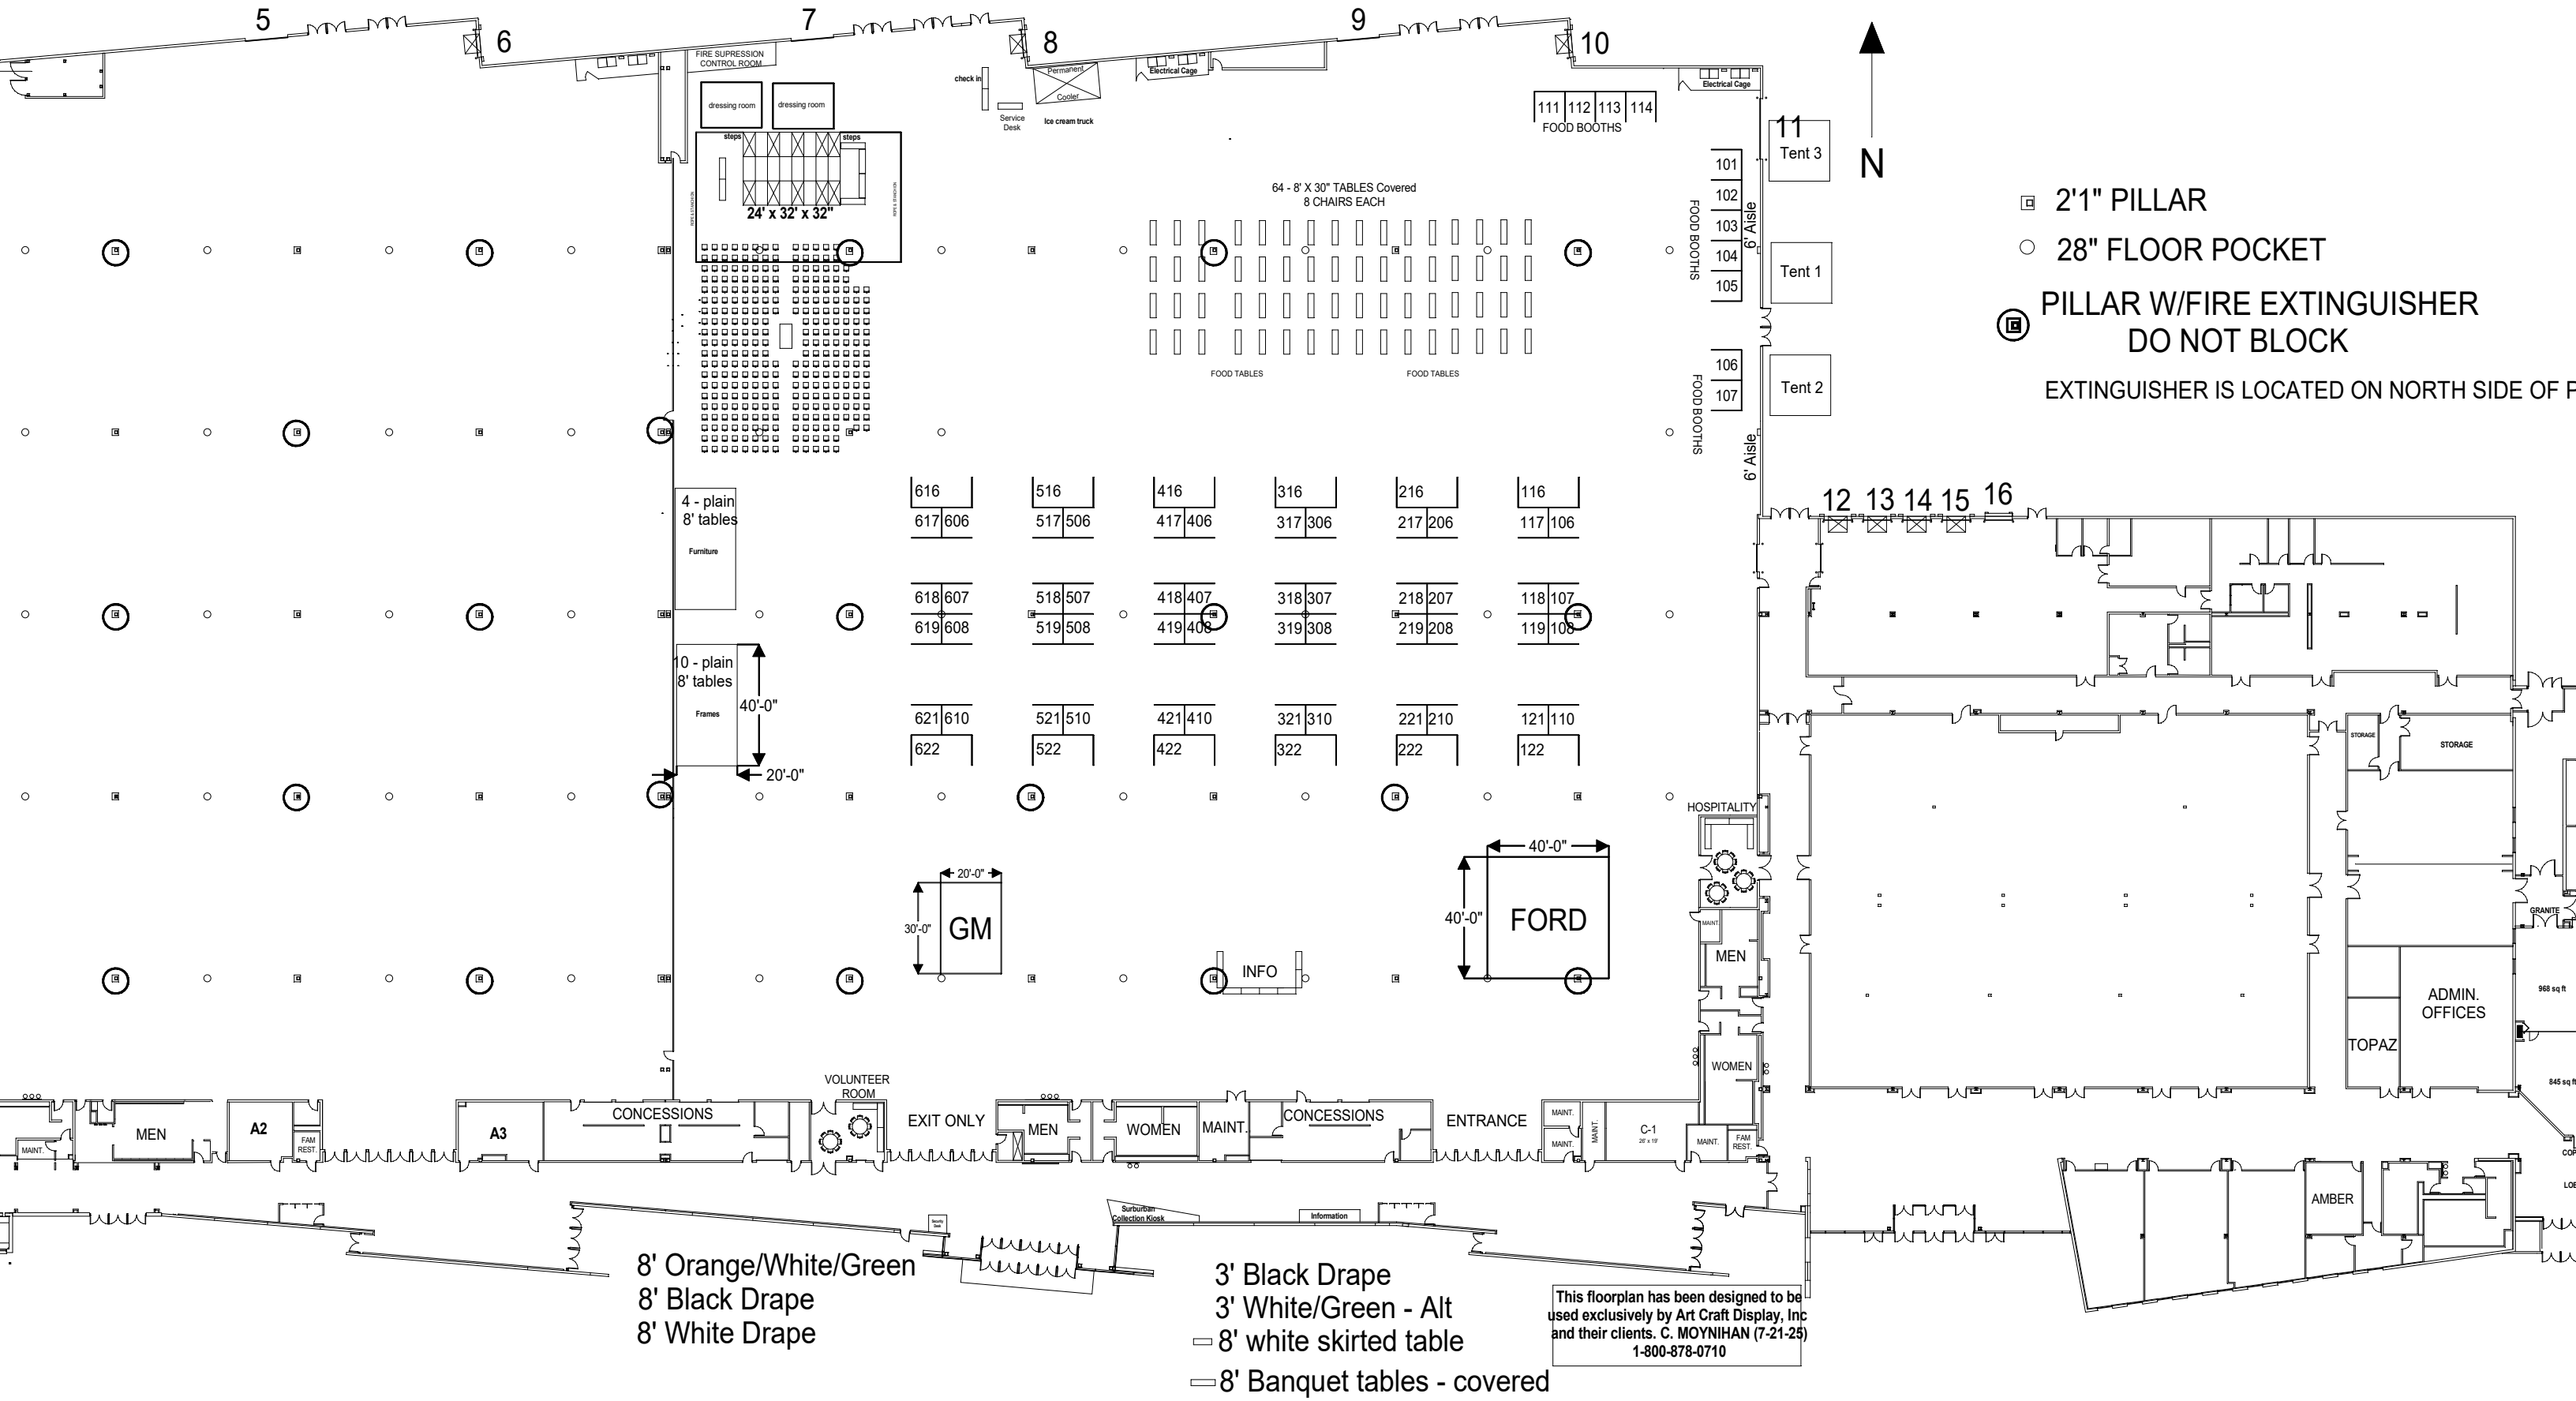 5
6
7
8
9
10
FIRE SUPRESSION
CONTROL ROOM
dressing room
dressing room
steps
steps
24' x 32' x 32"
check in
Service
Desk
Permanent
Cooler
Ice cream truck
Electrical Cage
Electrical Cage
111 112 113 114
FOOD BOOTHS
11
Tent 3
N
101
102
103
104
105
FOOD BOOTHS
6' Aisle
Tent 1
64 - 8' X 30" TABLES Covered
8 CHAIRS EACH
FOOD TABLES
FOOD TABLES
106
107
FOOD BOOTHS
6' Aisle
Tent 2
2'1" PILLAR
28" FLOOR POCKET
PILLAR W/FIRE EXTINGUISHER
DO NOT BLOCK
EXTINGUISHER IS LOCATED ON NORTH SIDE OF P
12 13 14 15 16
4 - plain
8' tables
Furniture
616 516 416 316 216 116
617 606 517 506 417 406 317 306 217 206 117 106
618 607 518 507 418 407 318 307 218 207 118 107
619 608 519 508 419 408 319 308 219 208 119 108
10 - plain
8' tables
Frames
40'-0"
20'-0"
621 610 521 510 421 410 321 310 221 210 121 110
622 522 422 322 222 122
STORAGE
STORAGE
HOSPITALITY
20'-0"
30'-0"
GM
40'-0"
40'-0"
FORD
INFO
MAINT.
MEN
WOMEN
GRANITE
968 sq ft
ADMIN.
OFFICES
TOPAZ
845 sq ft
VOLUNTEER
ROOM
MAINT.
MEN
A2
FAM
REST.
A3
CONCESSIONS
EXIT ONLY
MEN
WOMEN
MAINT.
CONCESSIONS
ENTRANCE
MAINT.
MAINT.
MAINT.
C-1
MAINT.
FAM
REST.
AMBER
Surburban
Collection Kiosk
Information
8' Orange/White/Green
8' Black Drape
8' White Drape
3' Black Drape
3' White/Green - Alt
8' white skirted table
8' Banquet tables - covered
This floorplan has been designed to be
used exclusively by Art Craft Display, Inc
and their clients. C. MOYNIHAN (7-21-25)
1-800-878-0710